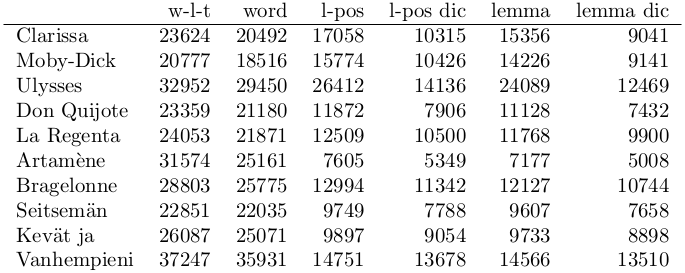 w-l-t word l-pos l-pos dic lemma lemma dic
Clarissa 23624 20492 17058 10315 15356 9041
Moby-Dick 20777 18516 15774 10426 14226 9141
Ulysses 32952 29450 26412 14136 24089 12469
Don Quijote 23359 21180 11872 7906 11128 7432
La Regenta 24053 21871 12509 10500 11768 9900
Artamène 31574 25161 7605 5349 7177 5008
Bragelonne 28803 25775 12994 11342 12127 10744
Seitsemän 22851 22035 9749 7788 9607 7658
Kevät ja 26087 25071 9897 9054 9733 8898
Vanhempieni 37247 35931 14751 13678 14566 13510